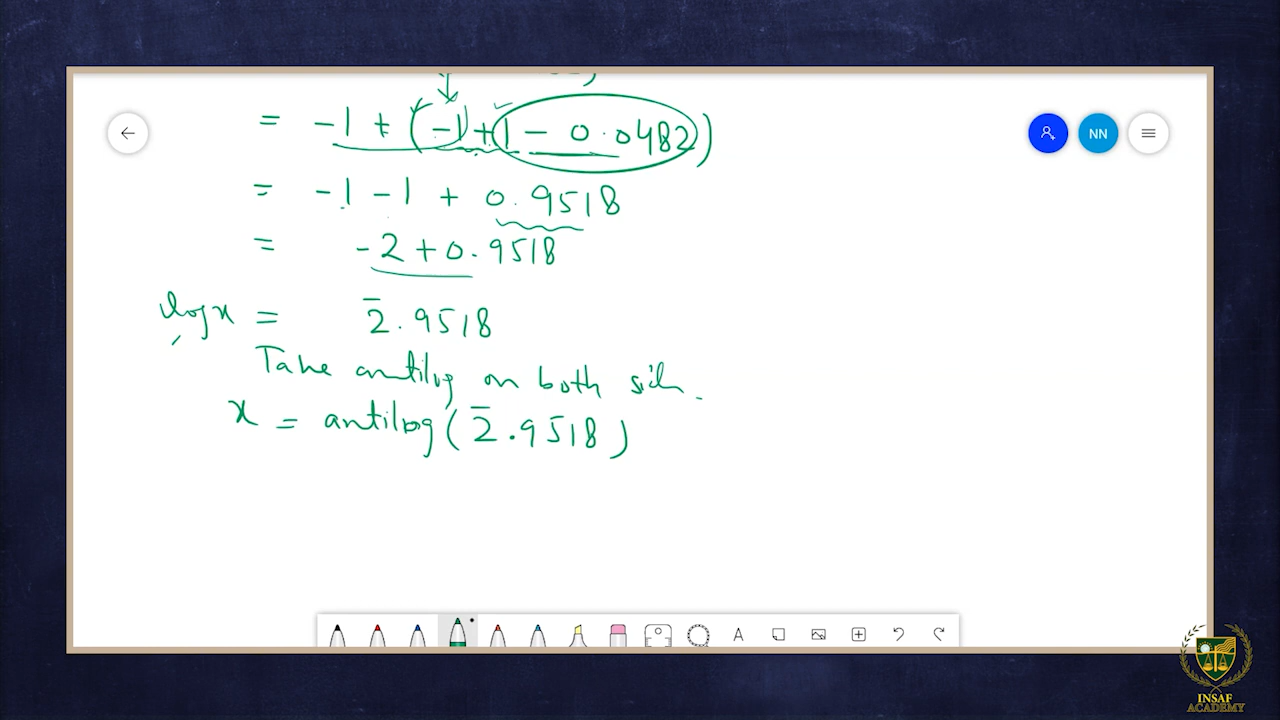 = -1 + (-1) + 1 - 0.0482)
= -1 - 1 + 0.9518
= -2 + 0.9518
log x = 2̄.9518
Take antilog on both
x = antilog(2̄.9518)
NN
A
INSAF
ACADEMY